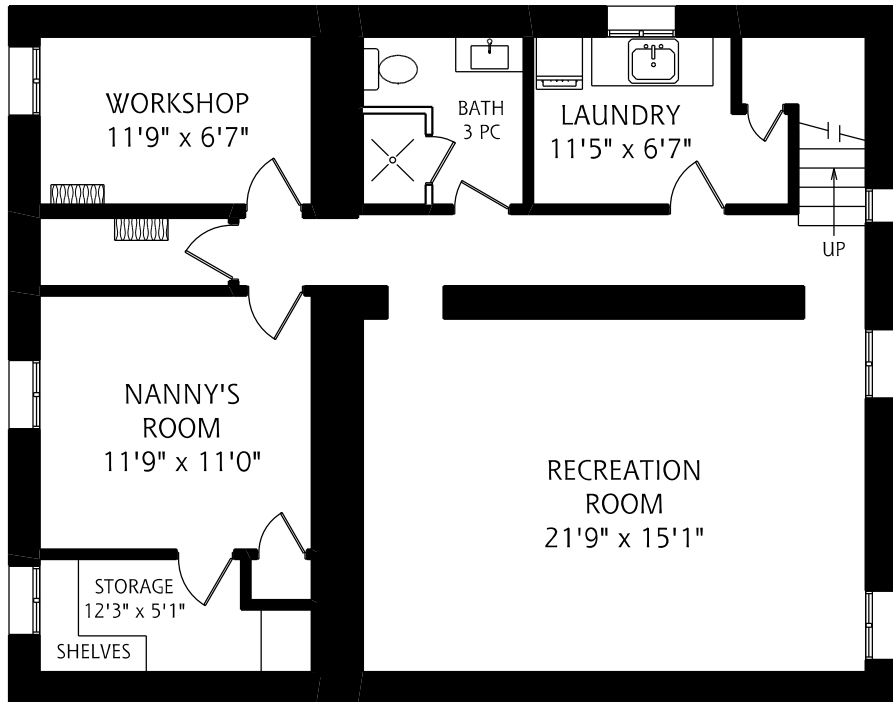 WORKSHOP
11'9" x 6'7"
BATH
3 PC
LAUNDRY
11'5" x 6'7"
UP
NANNY'S
ROOM
11'9" x 11'0"
RECREATION
ROOM
21'9" x 15'1"
STORAGE
12'3" x 5'1"
SHELVES